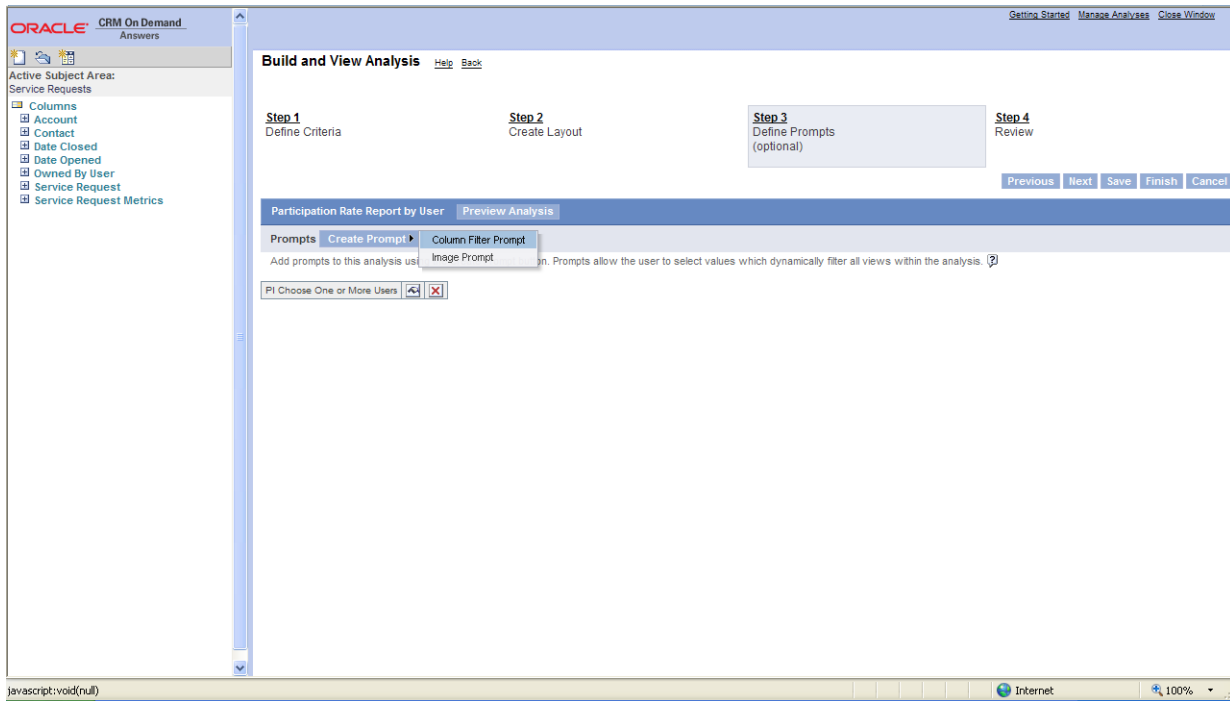 Getting Started Manage Analyses Close Window
ORACLE CRM On Demand
Answers
Active Subject Area:
Service Requests
Columns
Account
Contact
Date Closed
Date Opened
Owned By User
Service Request
Service Request Metrics
Build and View Analysis Help Back
Step 1
Define Criteria
Step 2
Create Layout
Step 3
Define Prompts
(optional)
Step 4
Review
Previous Next Save Finish Cancel
Participation Rate Report by User Preview Analysis
Prompts Create Prompt
Column Filter Prompt
Image Prompt
Add prompts to this analysis on. Prompts allow the user to select values which dynamically filter all views within the analysis.
PI Choose One or More Users
javascript:void(null)
Internet
100%